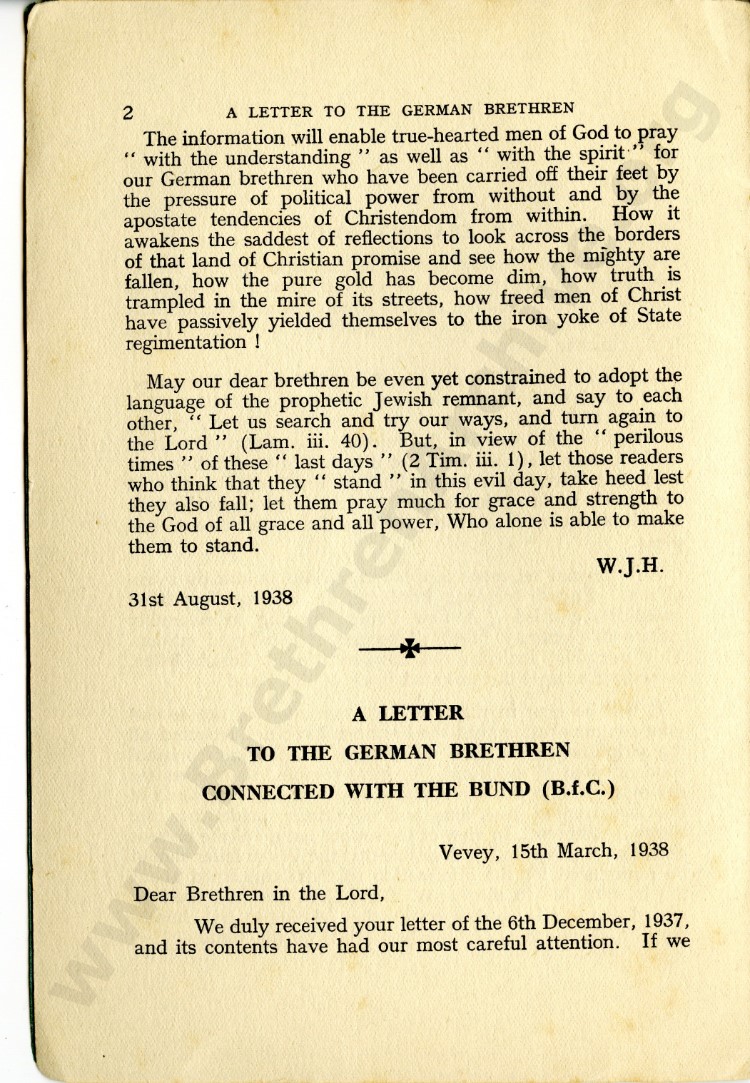 2 A LETTER TO THE GERMAN BRETHREN
The information will enable true-hearted men of God to pray
" with the understanding " as well as " with the spirit " for
our German brethren who have been carried off their feet by
the pressure of political power from without and by the
apostate tendencies of Christendom from within. How it
awakens the saddest of reflections to look across the borders
of that land of Christian promise and see how the mighty are
fallen, how the pure gold has become dim, how truth is
trampled in the mire of its streets, how freed men of Christ
have passively yielded themselves to the iron yoke of State
regimentation !
May our dear brethren be even yet constrained to adopt the
language of the prophetic Jewish remnant, and say to each
other, " Let us search and try our ways, and turn again to
the Lord " (Lam. iii. 40). But, in view of the " perilous
times " of these " last days " (2 Tim. iii. 1), let those readers
who think that they " stand " in this evil day, take heed lest
they also fall; let them pray much for grace and strength to
the God of all grace and all power, Who alone is able to make
them to stand.
W.J.H.
31st August, 1938
A LETTER
TO THE GERMAN BRETHREN
CONNECTED WITH THE BUND (B.f.C.)
Vevey, 15th March, 1938
Dear Brethren in the Lord,
We duly received your letter of the 6th December, 1937,
and its contents have had our most careful attention. If we